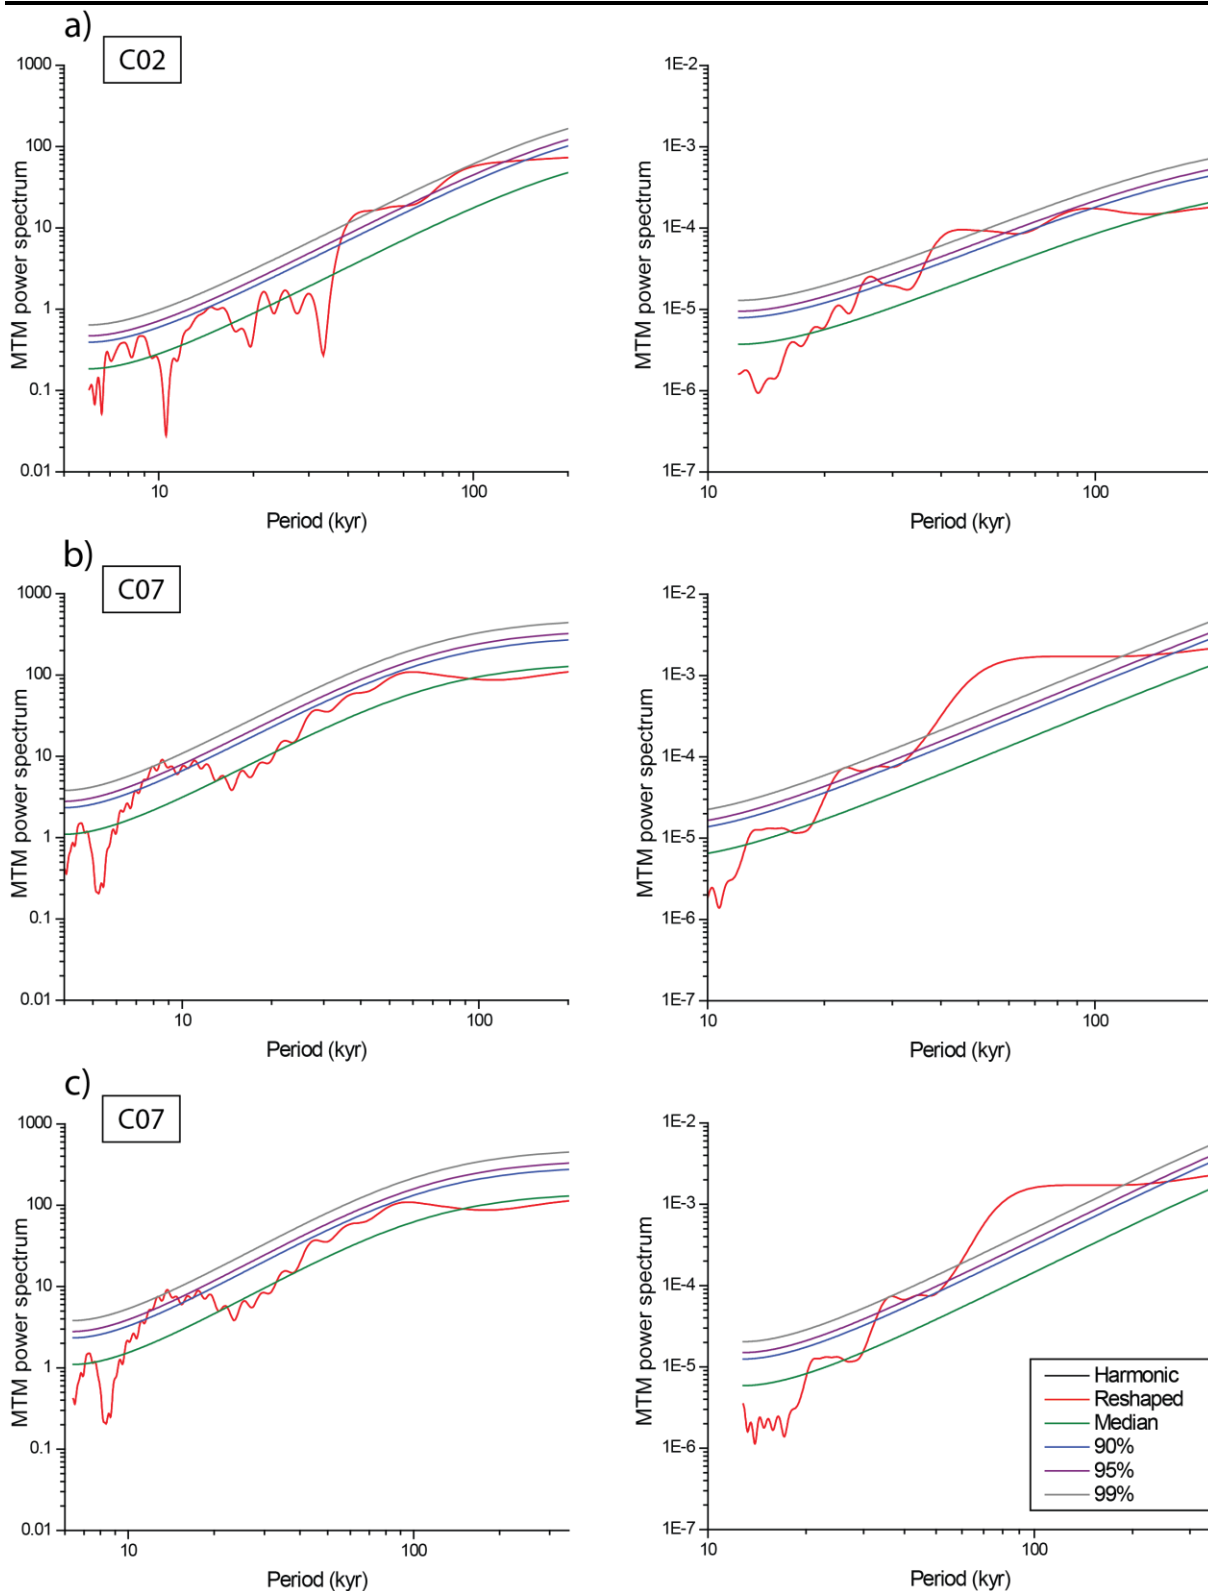 a)
C02
1000
100
10
1
0.1
0.01
MTM power spectrum
10
100
Period (kyr)
1E-2
1E-3
1E-4
1E-5
1E-6
1E-7
MTM power spectrum
10
100
Period (kyr)
b)
C07
1000
100
10
1
0.1
0.01
MTM power spectrum
10
100
Period (kyr)
1E-2
1E-3
1E-4
1E-5
1E-6
1E-7
MTM power spectrum
10
100
Period (kyr)
c)
C07
1000
100
10
1
0.1
0.01
MTM power spectrum
10
100
Period (kyr)
1E-2
1E-3
1E-4
1E-5
1E-6
1E-7
MTM power spectrum
10
100
Period (kyr)
Harmonic
Reshaped
Median
90%
95%
99%